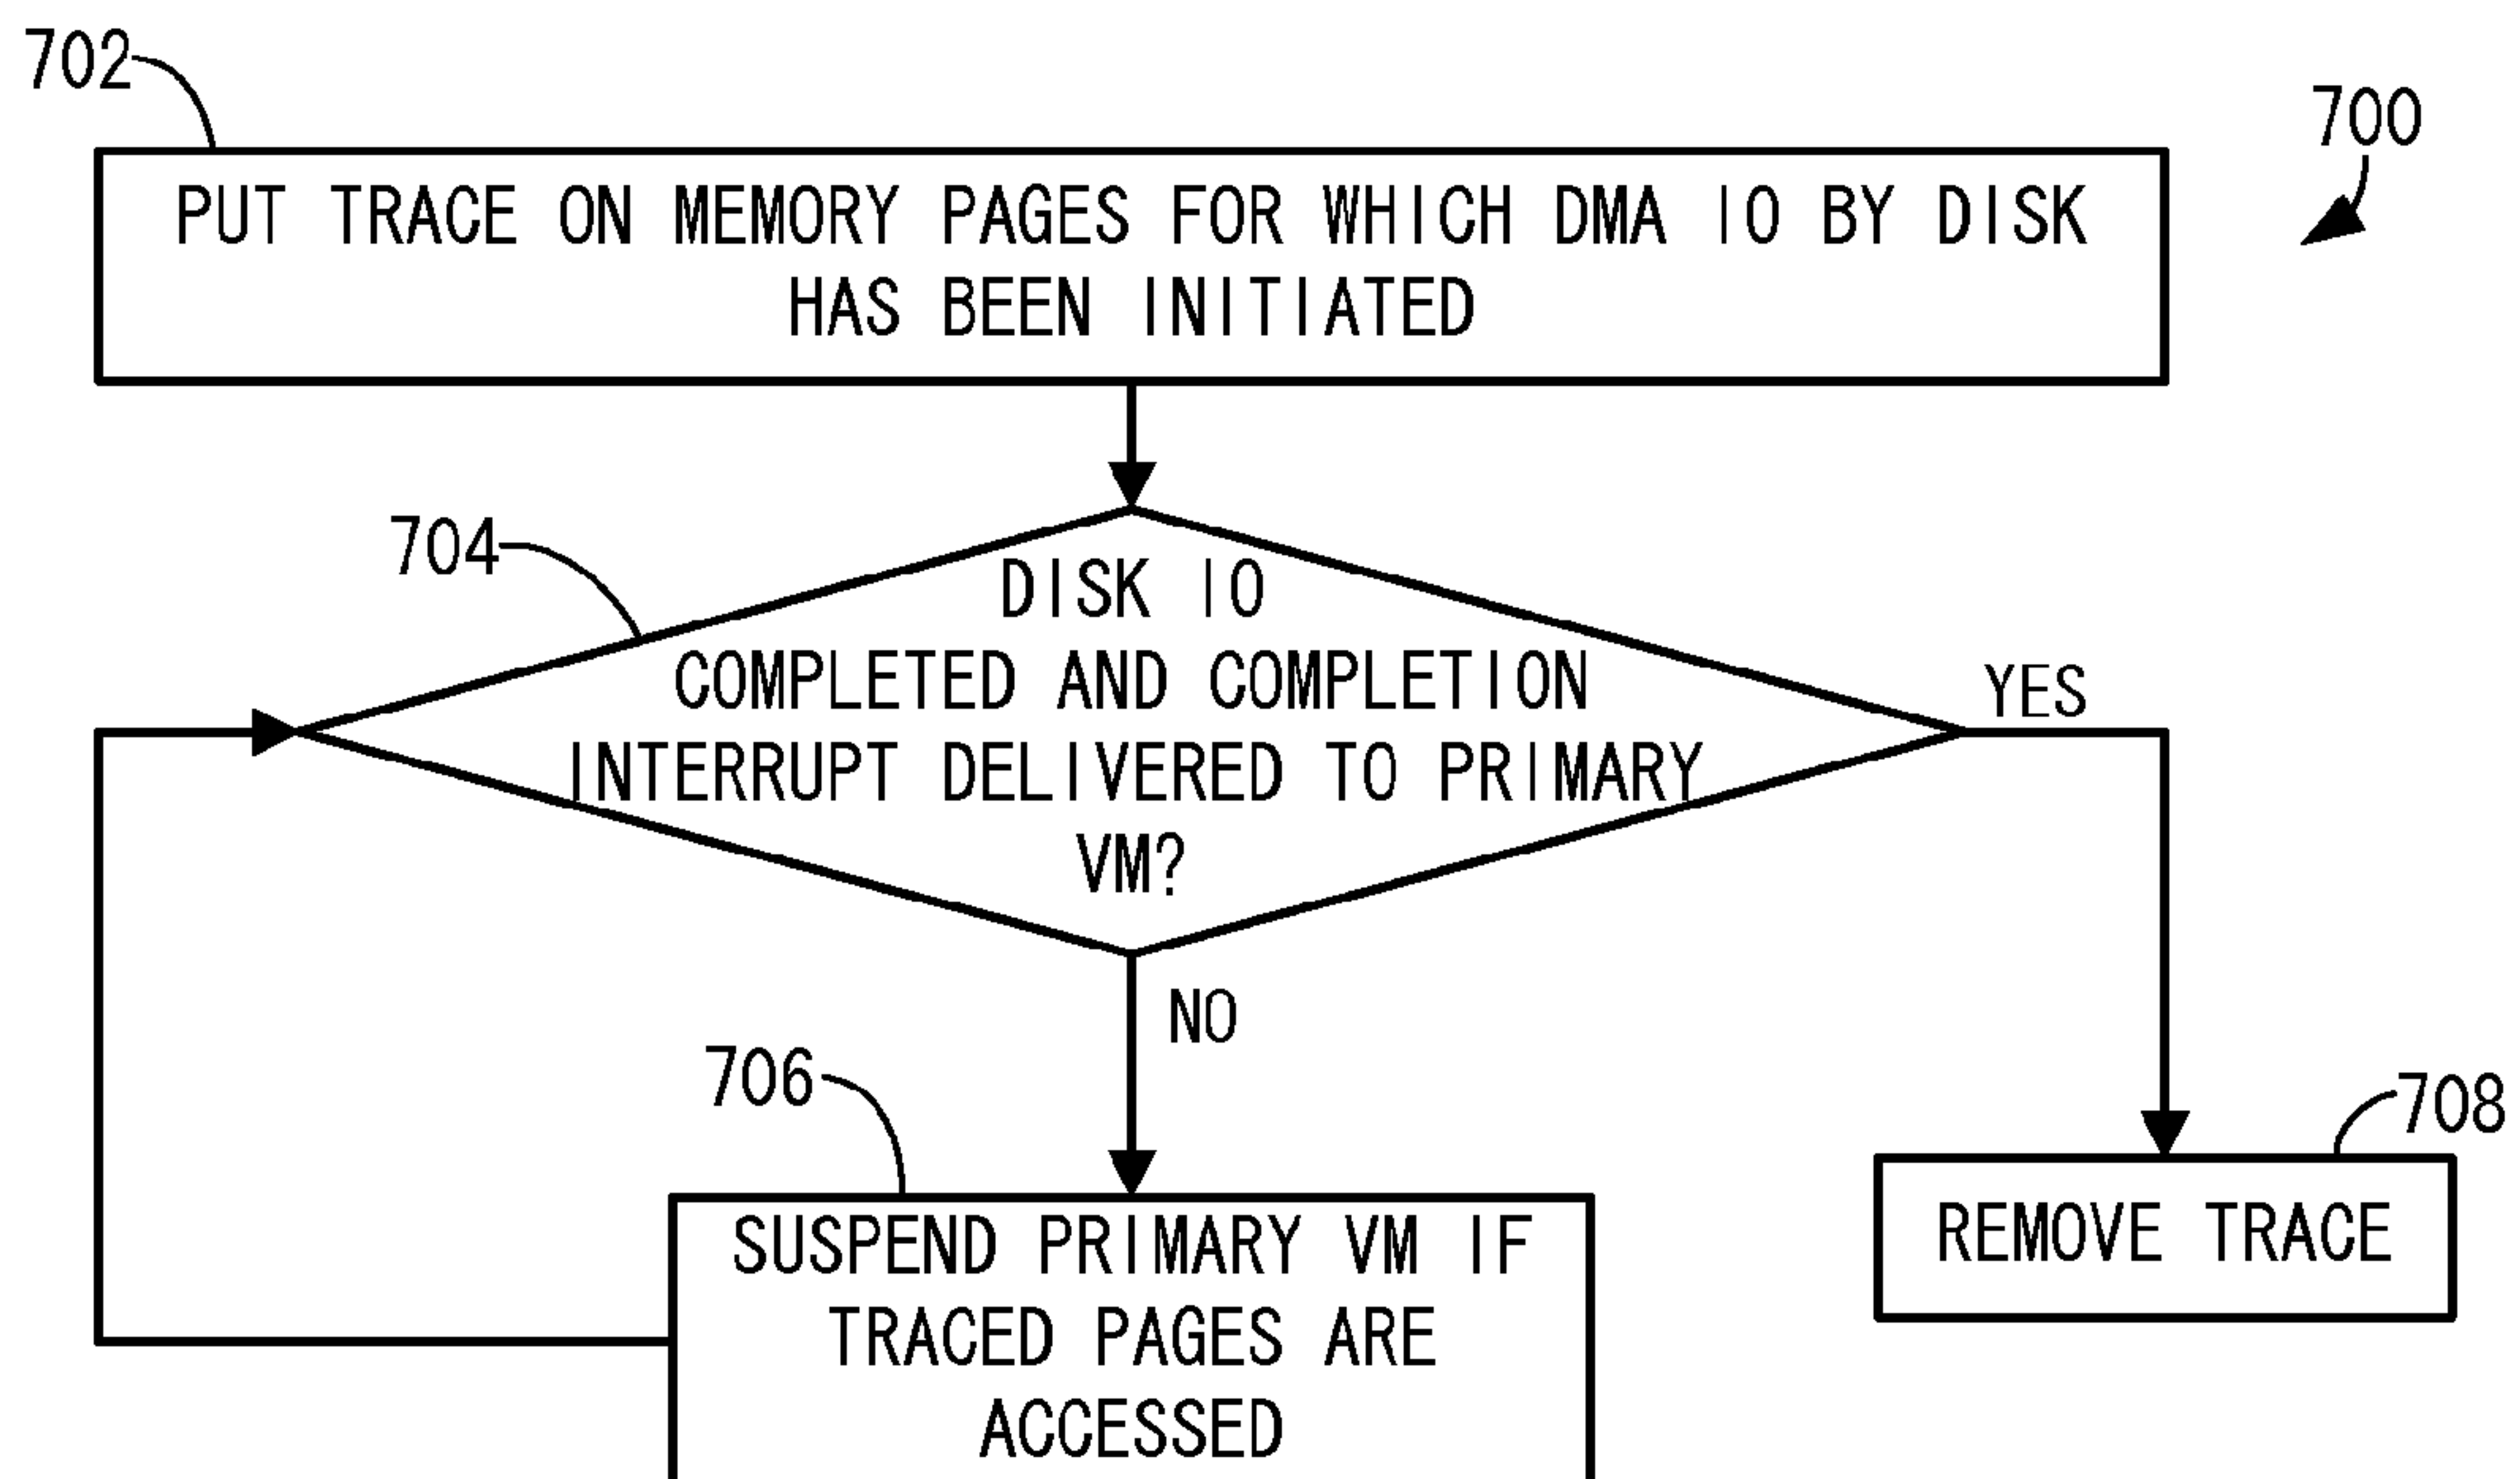 702
700
PUT TRACE ON MEMORY PAGES FOR WHICH DMA IO BY DISK
HAS BEEN INITIATED
704
DISK IO
COMPLETED AND COMPLETION
INTERRUPT DELIVERED TO PRIMARY
VM?
YES
NO
706
708
SUSPEND PRIMARY VM IF
TRACED PAGES ARE
ACCESSED
REMOVE TRACE